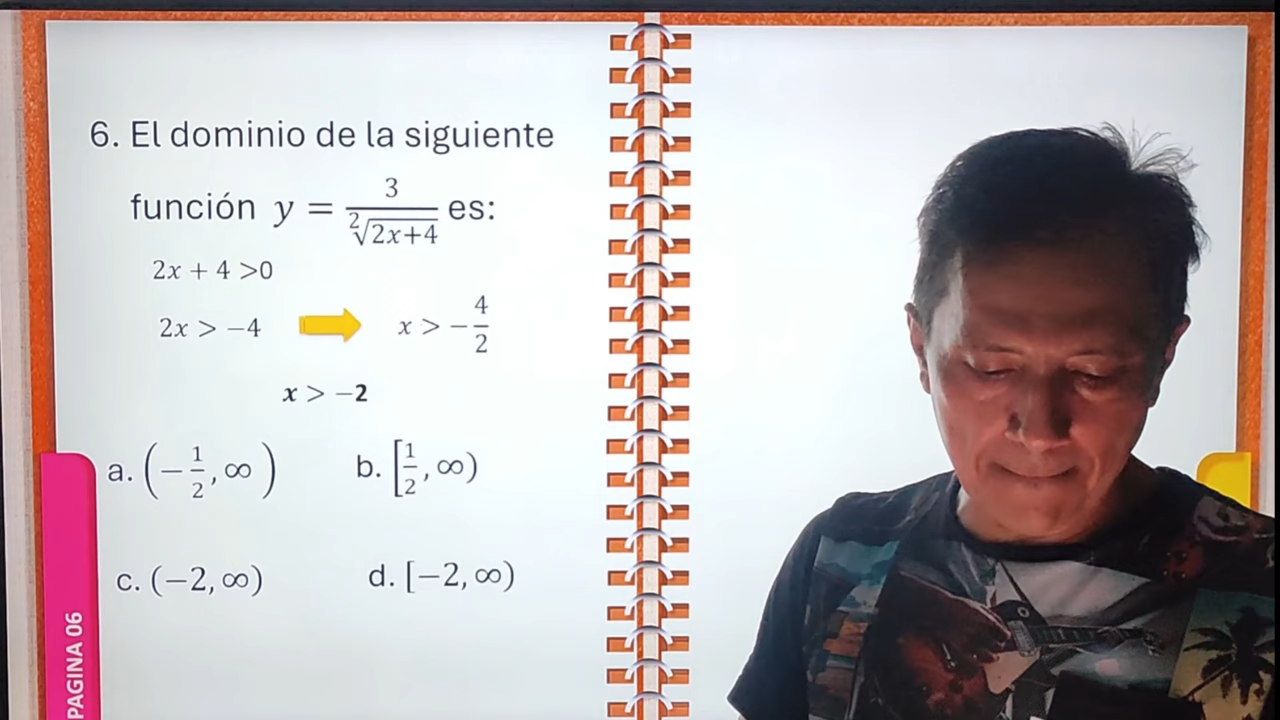 6. El dominio de la siguiente
función y = 3/²√2x+4 es:
2x + 4 >0
2x > −4 x > −4/2
x > −2
a. (−1/2, ∞) b. [1/2, ∞)
c. (−2, ∞) d. [−2, ∞)
PAGINA 06